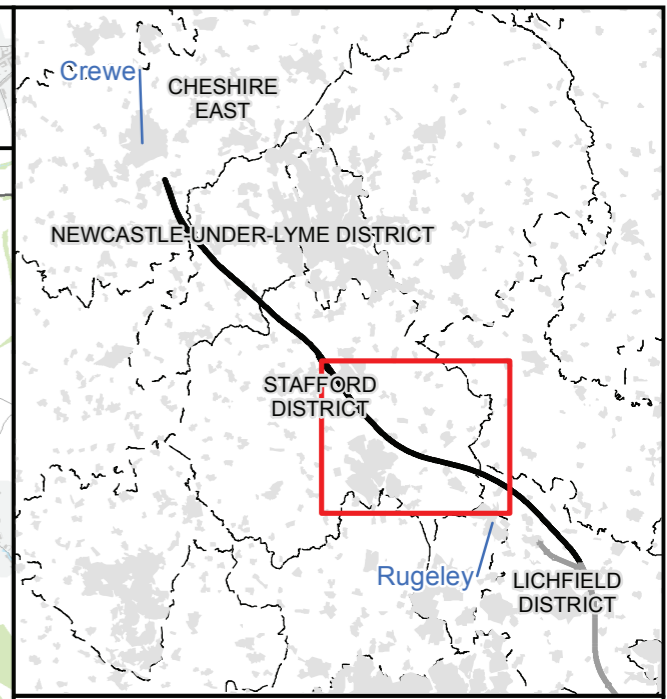 Crewe
CHESHIRE
EAST
NEWCASTLE-UNDER-LYME DISTRICT
STAFFORD
DISTRICT
Rugeley
LICHFIELD
DISTRICT